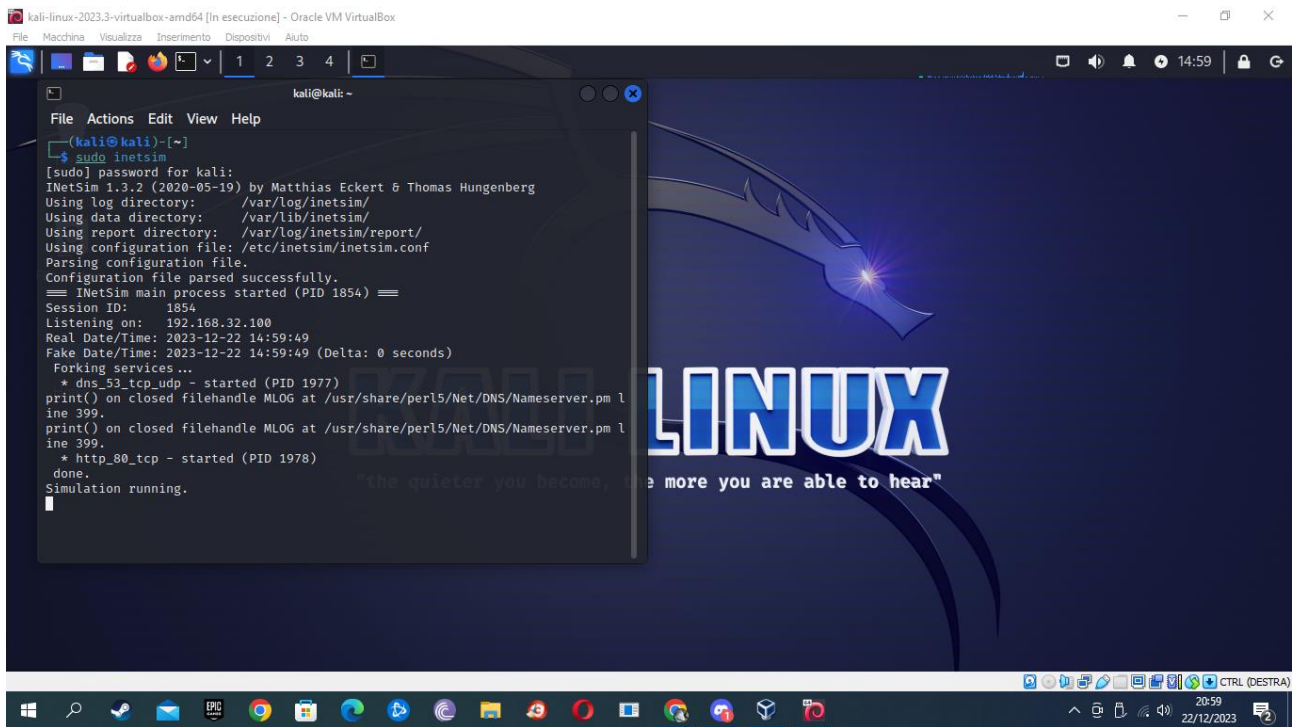 kali-linux-2023.3-virtualbox-amd64 [In esecuzione] - Oracle VM VirtualBox
File Macchina Visualizza Inserimento Dispositivi Aiuto
1 2 3 4
14:59
kali@kali: ~
File Actions Edit View Help
┌──(kali㉿kali)-[~]
└─$ sudo inetsim
[sudo] password for kali:
INetSim 1.3.2 (2020-05-19) by Matthias Eckert & Thomas Hungenberg
Using log directory: /var/log/inetsim/
Using data directory: /var/lib/inetsim/
Using report directory: /var/log/inetsim/report/
Using configuration file: /etc/inetsim/inetsim.conf
Parsing configuration file.
Configuration file parsed successfully.
=== INetSim main process started (PID 1854) ===
Session ID: 1854
Listening on: 192.168.32.100
Real Date/Time: 2023-12-22 14:59:49
Fake Date/Time: 2023-12-22 14:59:49 (Delta: 0 seconds)
Forking services...
* dns_53_tcp_udp - started (PID 1977)
print() on closed filehandle MLOG at /usr/share/perl5/Net/DNS/Nameserver.pm l
ine 399.
print() on closed filehandle MLOG at /usr/share/perl5/Net/DNS/Nameserver.pm l
ine 399.
* http_80_tcp - started (PID 1978)
done.
Simulation running.
KALI LINUX
"the quieter you become, the more you are able to hear"
CTRL (DESTRA)
EPIC
GAMES
20:59
22/12/2023
2